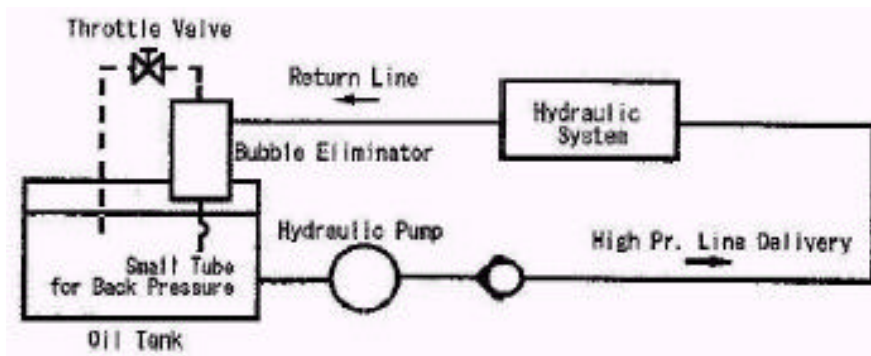 Throttle Valve
Return Line
Hydraulic
System
Bubble Eliminator
Hydraulic Pump
High Pr. Line Delivery
Small Tube
for Back Pressure
Oil Tank